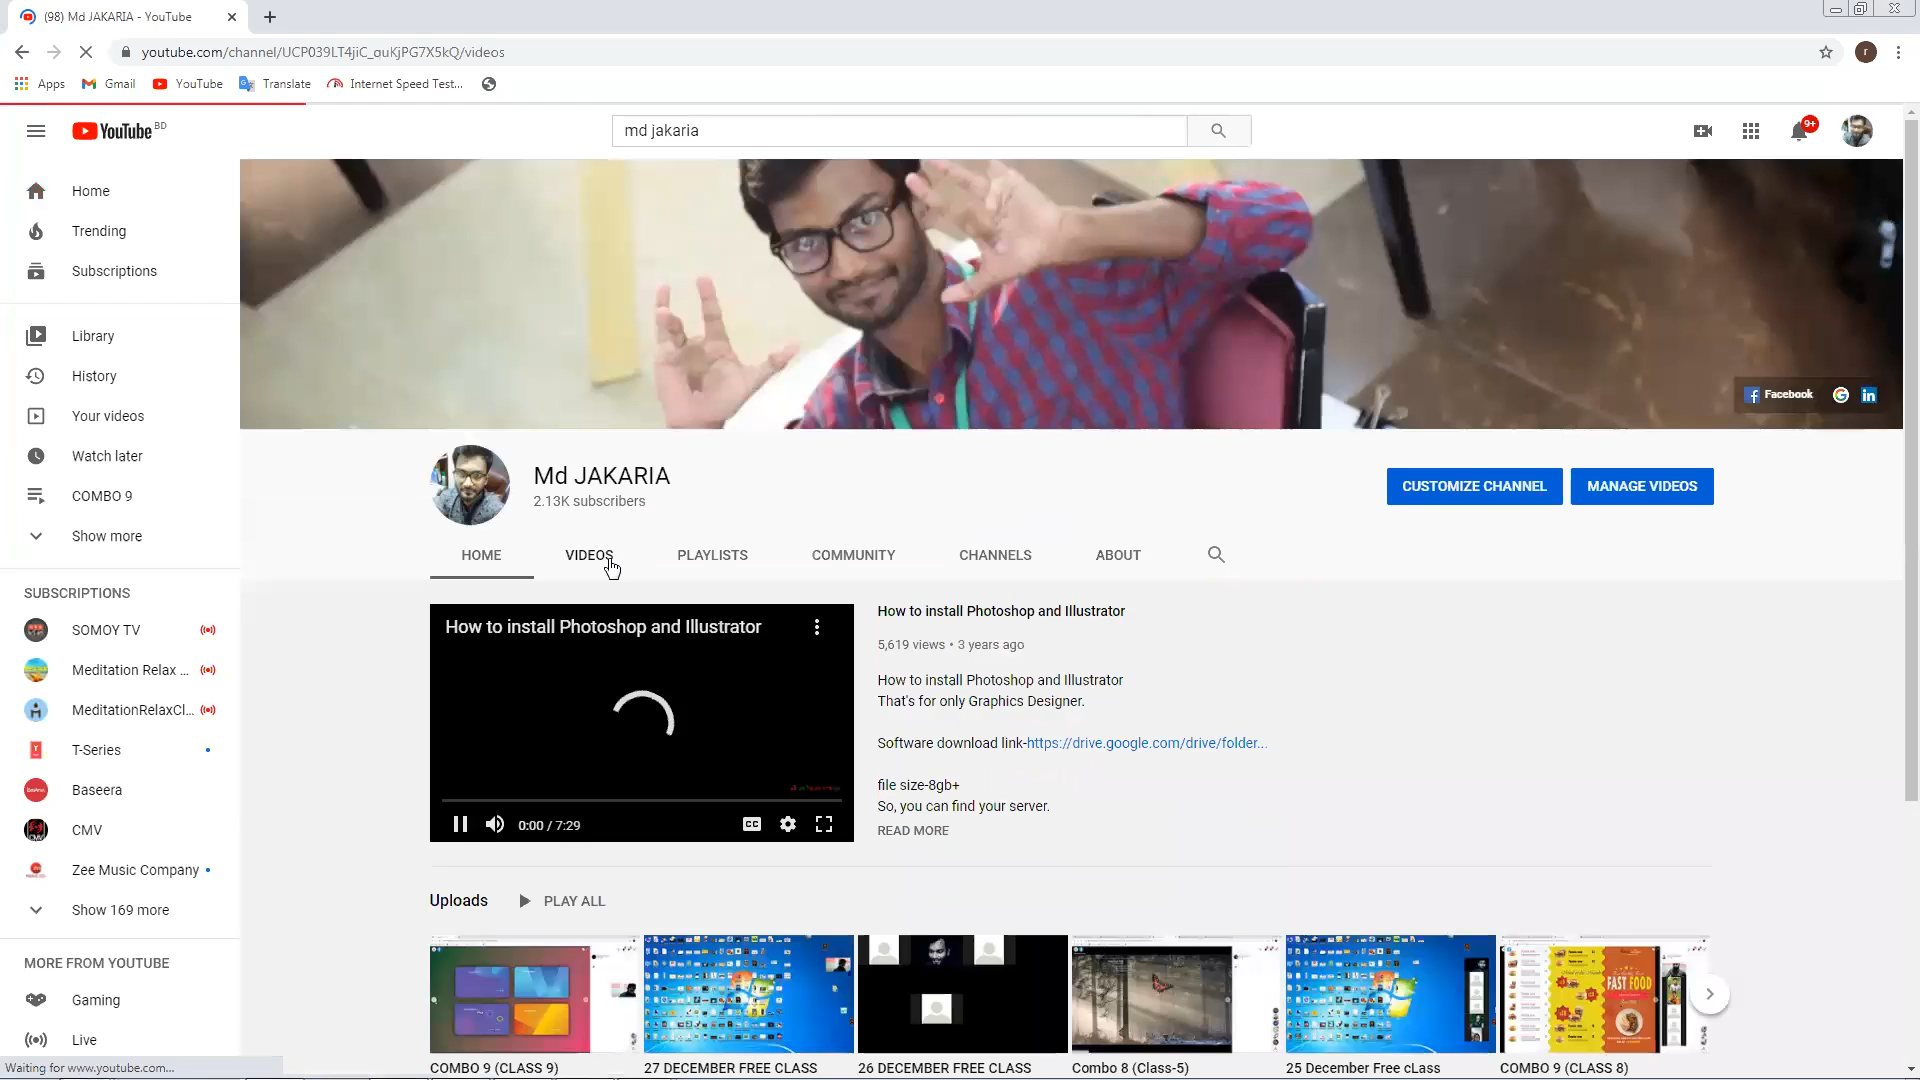 (98) Md JAKARIA - YouTube
youtube.com/channel/UCP039LT4jiC_quKjPG7X5kQ/videos
r
Apps
Gmail
YouTube
Translate
Internet Speed Test...
YouTube BD
md jakaria
9+
Home
Trending
Subscriptions
Library
History
Your videos
Watch later
COMBO 9
Show more
SUBSCRIPTIONS
SOMOY TV
Meditation Relax ...
MeditationRelaxCl...
T-Series
Baseera
CMV
Zee Music Company
Show 169 more
MORE FROM YOUTUBE
Gaming
Live
Waiting for www.youtube.com...
Facebook
Md JAKARIA
2.13K subscribers
CUSTOMIZE CHANNEL
MANAGE VIDEOS
HOME
VIDEOS
PLAYLISTS
COMMUNITY
CHANNELS
ABOUT
How to install Photoshop and Illustrator
CC
0:00 / 7:29
How to install Photoshop and Illustrator
5,619 views • 3 years ago
How to install Photoshop and Illustrator
That's for only Graphics Designer.
Software download link-https://drive.google.com/drive/folder...
file size-8gb+
So, you can find your server.
READ MORE
Uploads
PLAY ALL
FAST FOOD
COMBO 9 (CLASS 9)
27 DECEMBER FREE CLASS
26 DECEMBER FREE CLASS
Combo 8 (Class-5)
25 December Free cLass
COMBO 9 (CLASS 8)